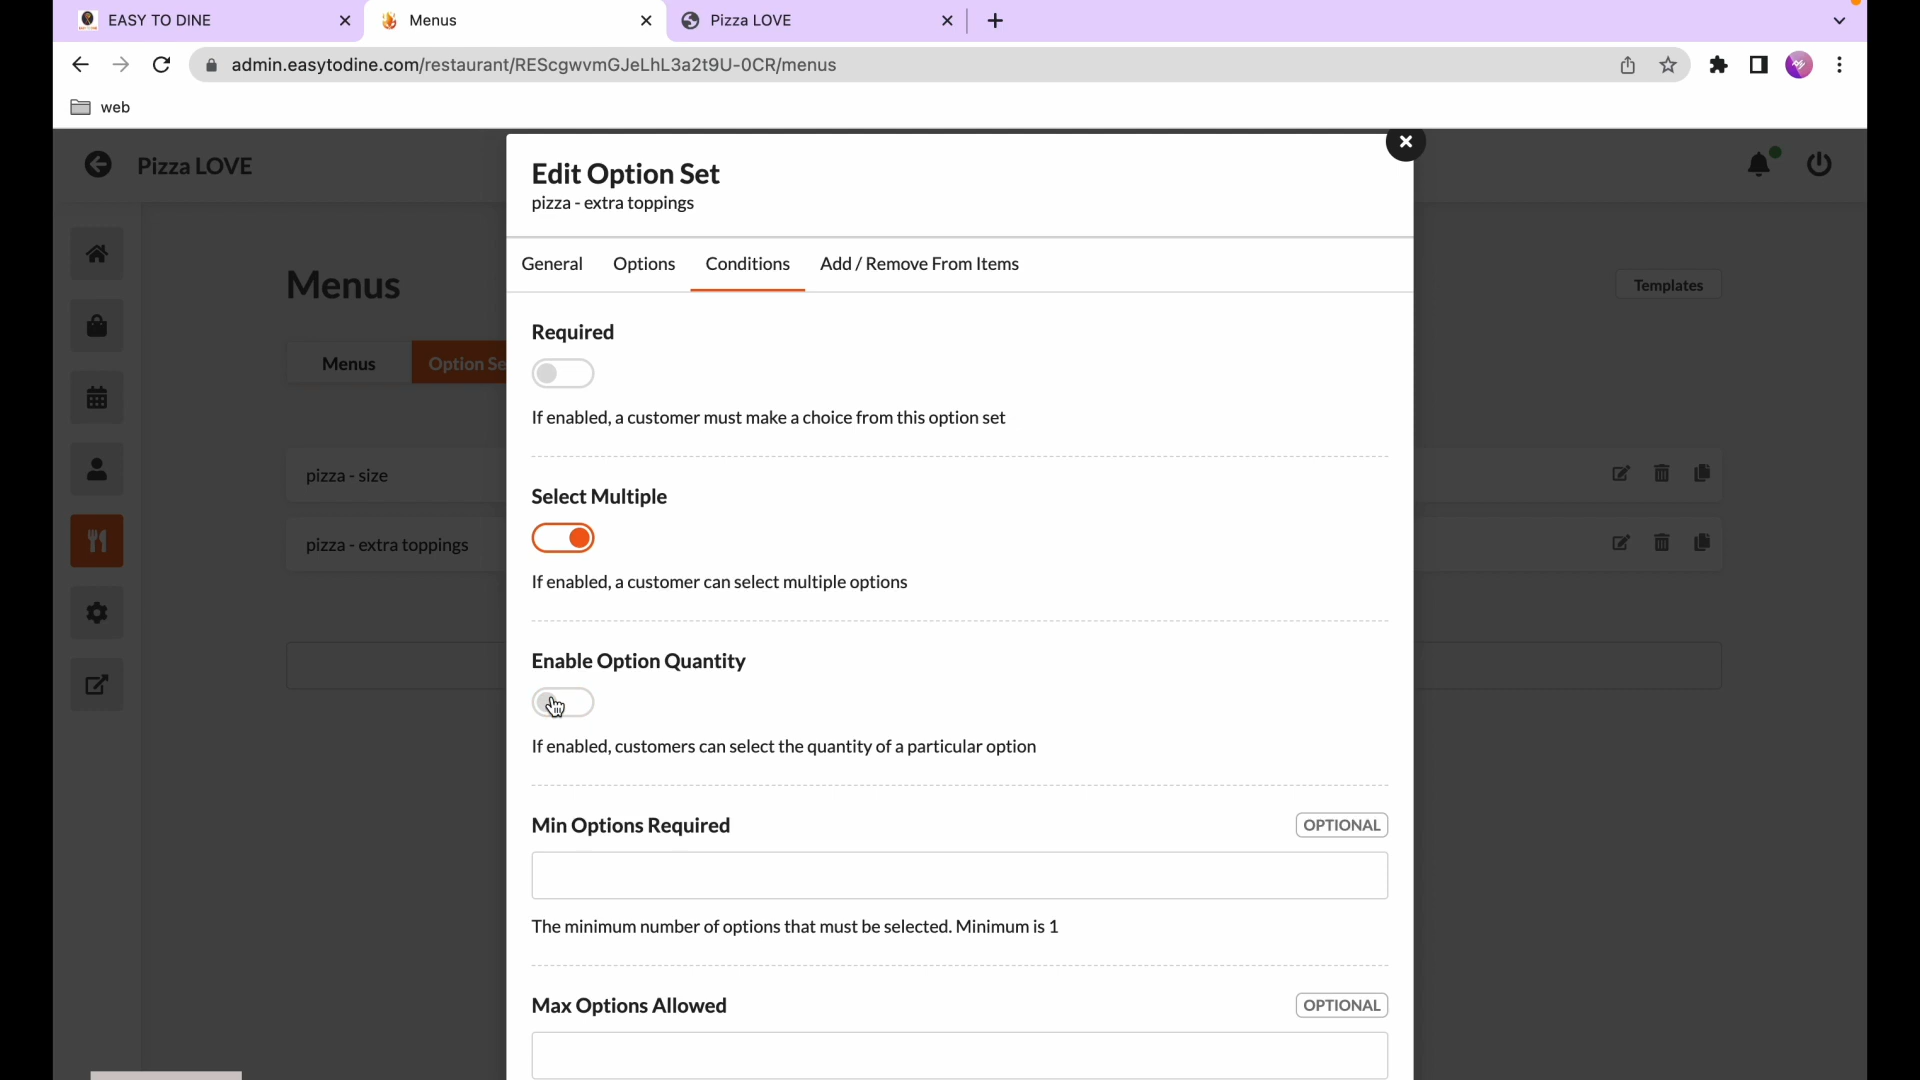 EASY TO DINE
Menus
Pizza LOVE
admin.easytodine.com/restaurant/REScgwvmGJeLhL3a2t9U-0CR/menus
web
Pizza LOVE
Edit Option Set
pizza - extra toppings
General Options Conditions Add / Remove From Items
Menus
Templates
Menus
Option Se
Required
If enabled, a customer must make a choice from this option set
pizza - size
Select Multiple
pizza - extra toppings
If enabled, a customer can select multiple options
Enable Option Quantity
If enabled, customers can select the quantity of a particular option
Min Options Required
OPTIONAL
The minimum number of options that must be selected. Minimum is 1
Max Options Allowed
OPTIONAL